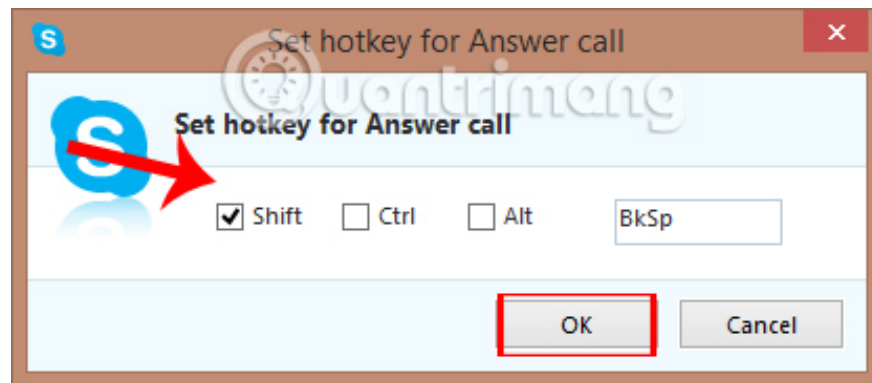 Set hotkey for Answer call
Quantrimang
Set hotkey for Answer call
Shift Ctrl Alt BkSp
OK Cancel